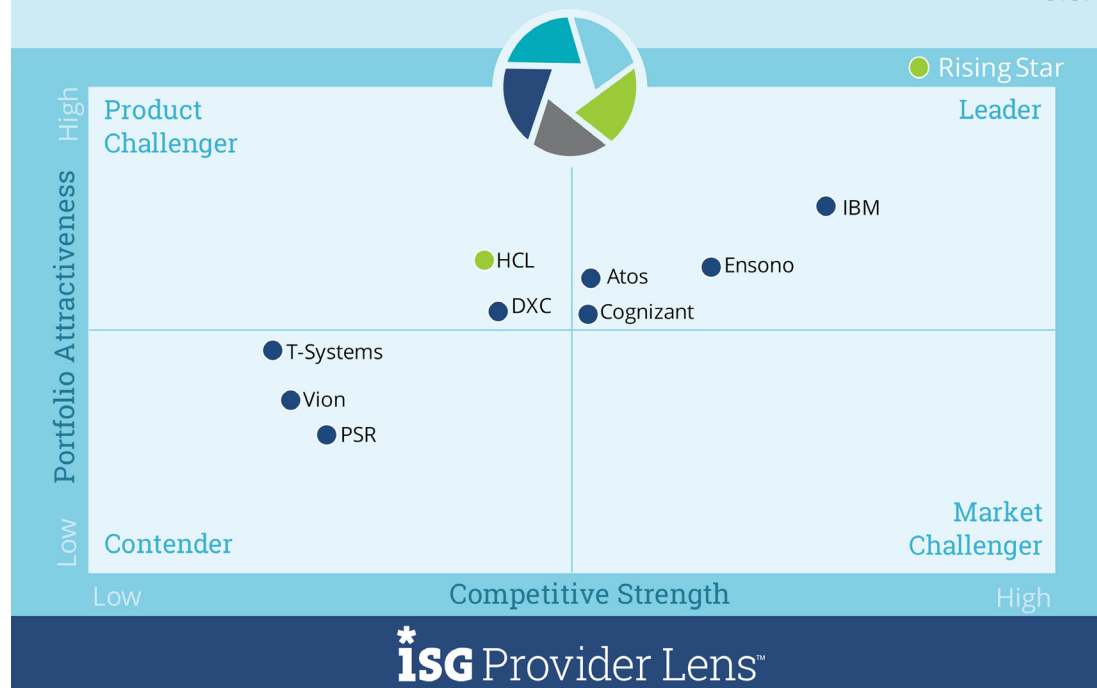 Rising Star
High
Product
Challenger
Leader
Portfolio Attractiveness
IBM
HCL
Ensono
Atos
DXC
Cognizant
T-Systems
Vion
PSR
Low
Contender
Market
Challenger
Low
Competitive Strength
High
isG Provider Lens™